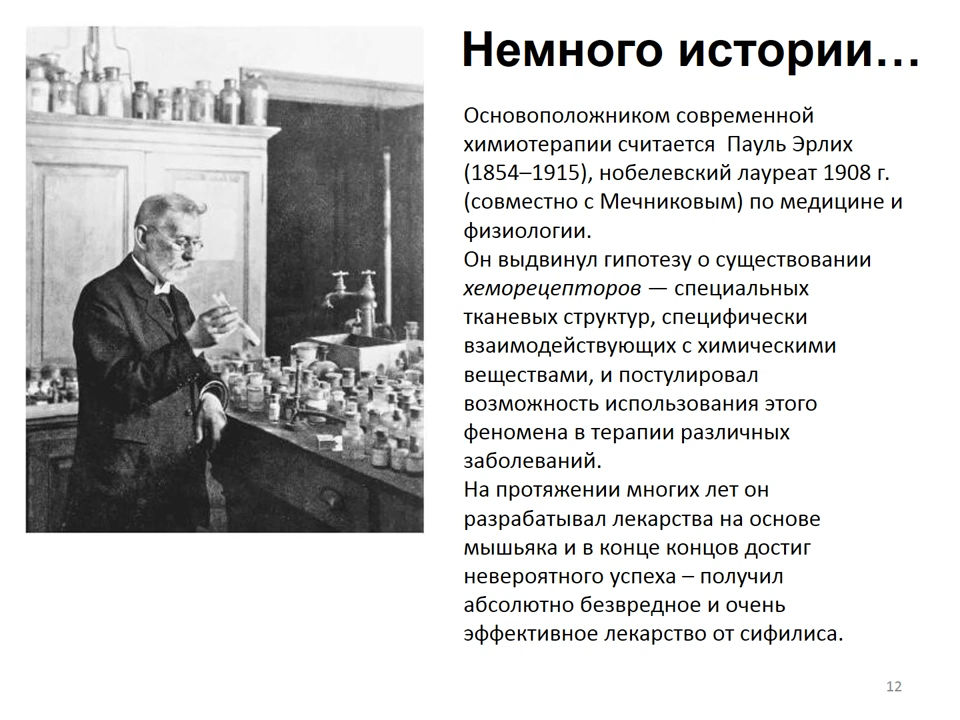 Немного истории…
Основоположником современной
химиотерапии считается  Пауль Эрлих
(1854–1915), нобелевский лауреат 1908 г.
(совместно с Мечниковым) по медицине и
физиологии.
Он выдвинул гипотезу о существовании
хеморецепторов — специальных
тканевых структур, специфически
взаимодействующих с химическими
веществами, и постулировал
возможность использования этого
феномена в терапии различных
заболеваний.
На протяжении многих лет он
разрабатывал лекарства на основе
мышьяка и в конце концов достиг
невероятного успеха – получил
абсолютно безвредное и очень
эффективное лекарство от сифилиса.
12